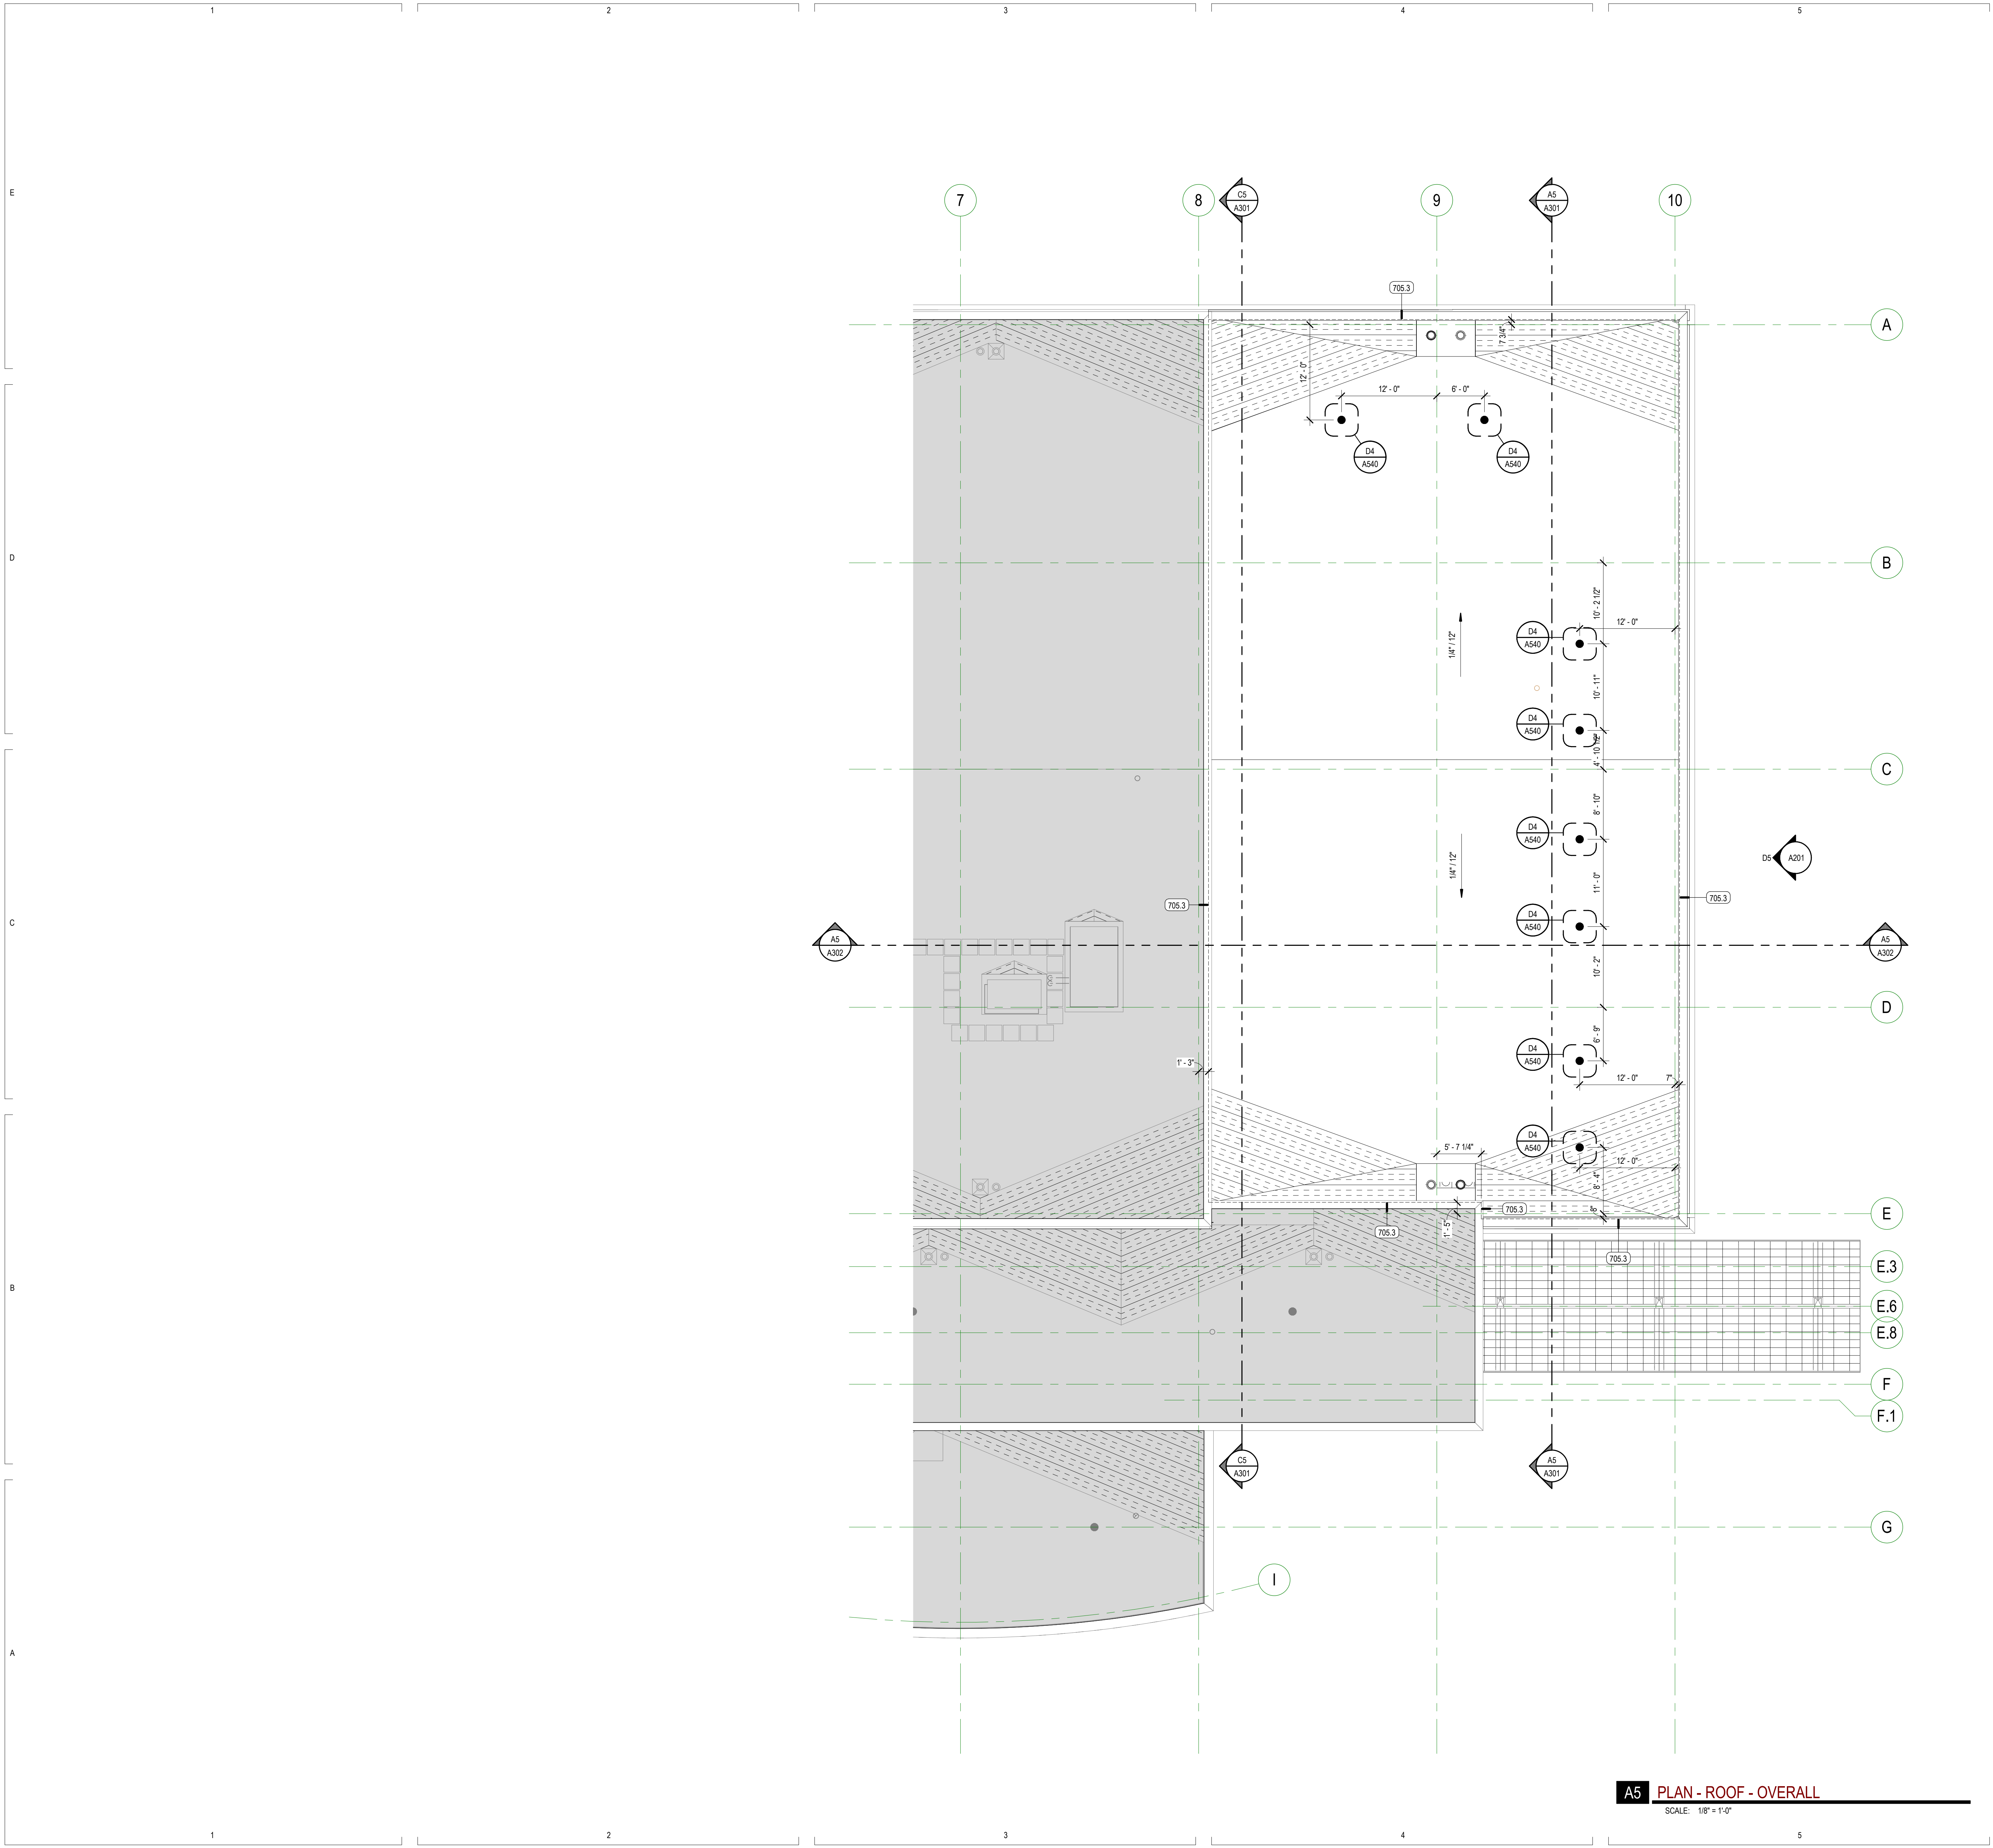 1
2
3
4
5
E
7
8
C5
A301
9
A5
A301
10
705.3
A
7 3/4"
12' - 0"
12' - 0"
6' - 0"
D4
A540
D4
A540
D
B
10' - 2 1/2"
12' - 0"
D4
A540
1/4" / 12"
10' - 11"
D4
A540
4' - 10 1/2"
C
8' - 10"
D4
A540
1/4" / 12"
D5
A201
11' - 0"
705.3
705.3
C
D4
A540
A5
A302
A5
A302
10' - 2"
D
6' - 9"
D4
A540
1' - 3"
12' - 0"
7"
D4
A540
5' - 7 1/4"
12' - 0"
8' - 4"
8"
705.3
1' - 5"
705.3
E
705.3
E.3
B
E.6
E.8
F
F.1
C5
A301
A5
A301
G
I
A
A5 PLAN - ROOF - OVERALL
SCALE: 1/8" = 1'-0"
1
2
3
4
5